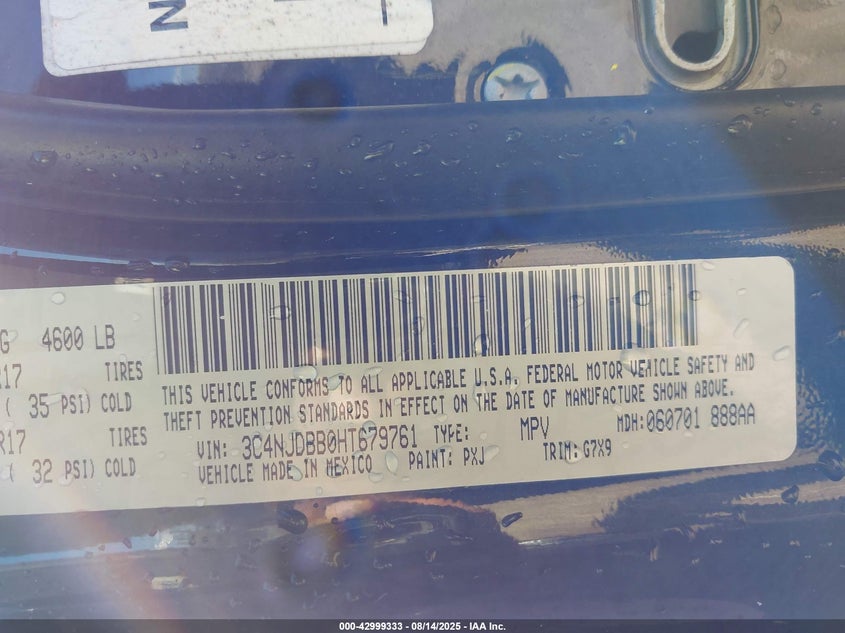 N
G 4600 LB
R17 TIRES
( 35 PSI) COLD
R17 TIRES
( 32 PSI) COLD
THIS VEHICLE CONFORMS TO ALL APPLICABLE U.S.A. FEDERAL MOTOR VEHICLE SAFETY AND
THEFT PREVENTION STANDARDS IN EFFECT ON THE DATE OF MANUFACTURE SHOWN ABOVE.
VIN: 3C4NJDBB0HT679761 TYPE: MPV MDH:060701 888AA
VEHICLE MADE IN MEXICO PAINT: PXJ TRIM:G7X9
000-42999333 - 08/14/2025 - IAA Inc.